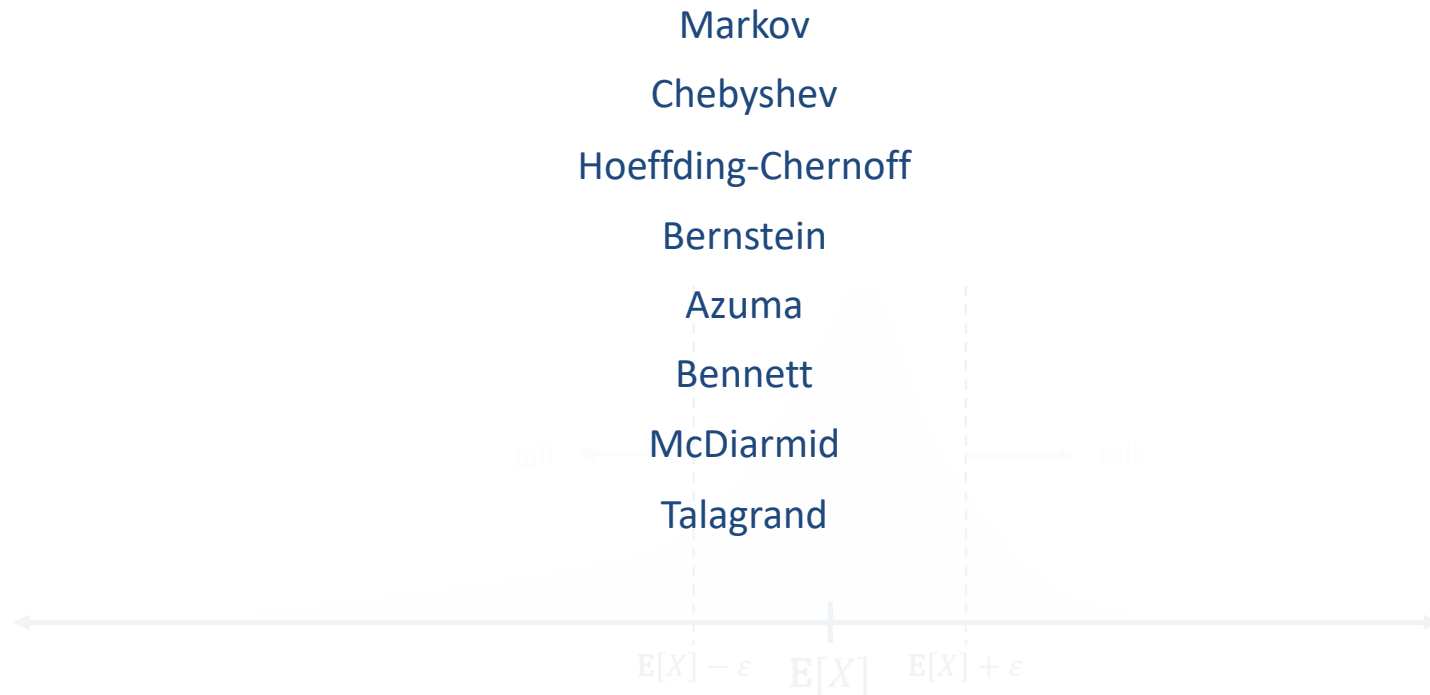 Markov
Chebyshev
Hoeffding-Chernoff
Bernstein
Azuma
Bennett
McDiarmid
tail tail
Talagrand
E[X] − ε E[X] E[X] + ε